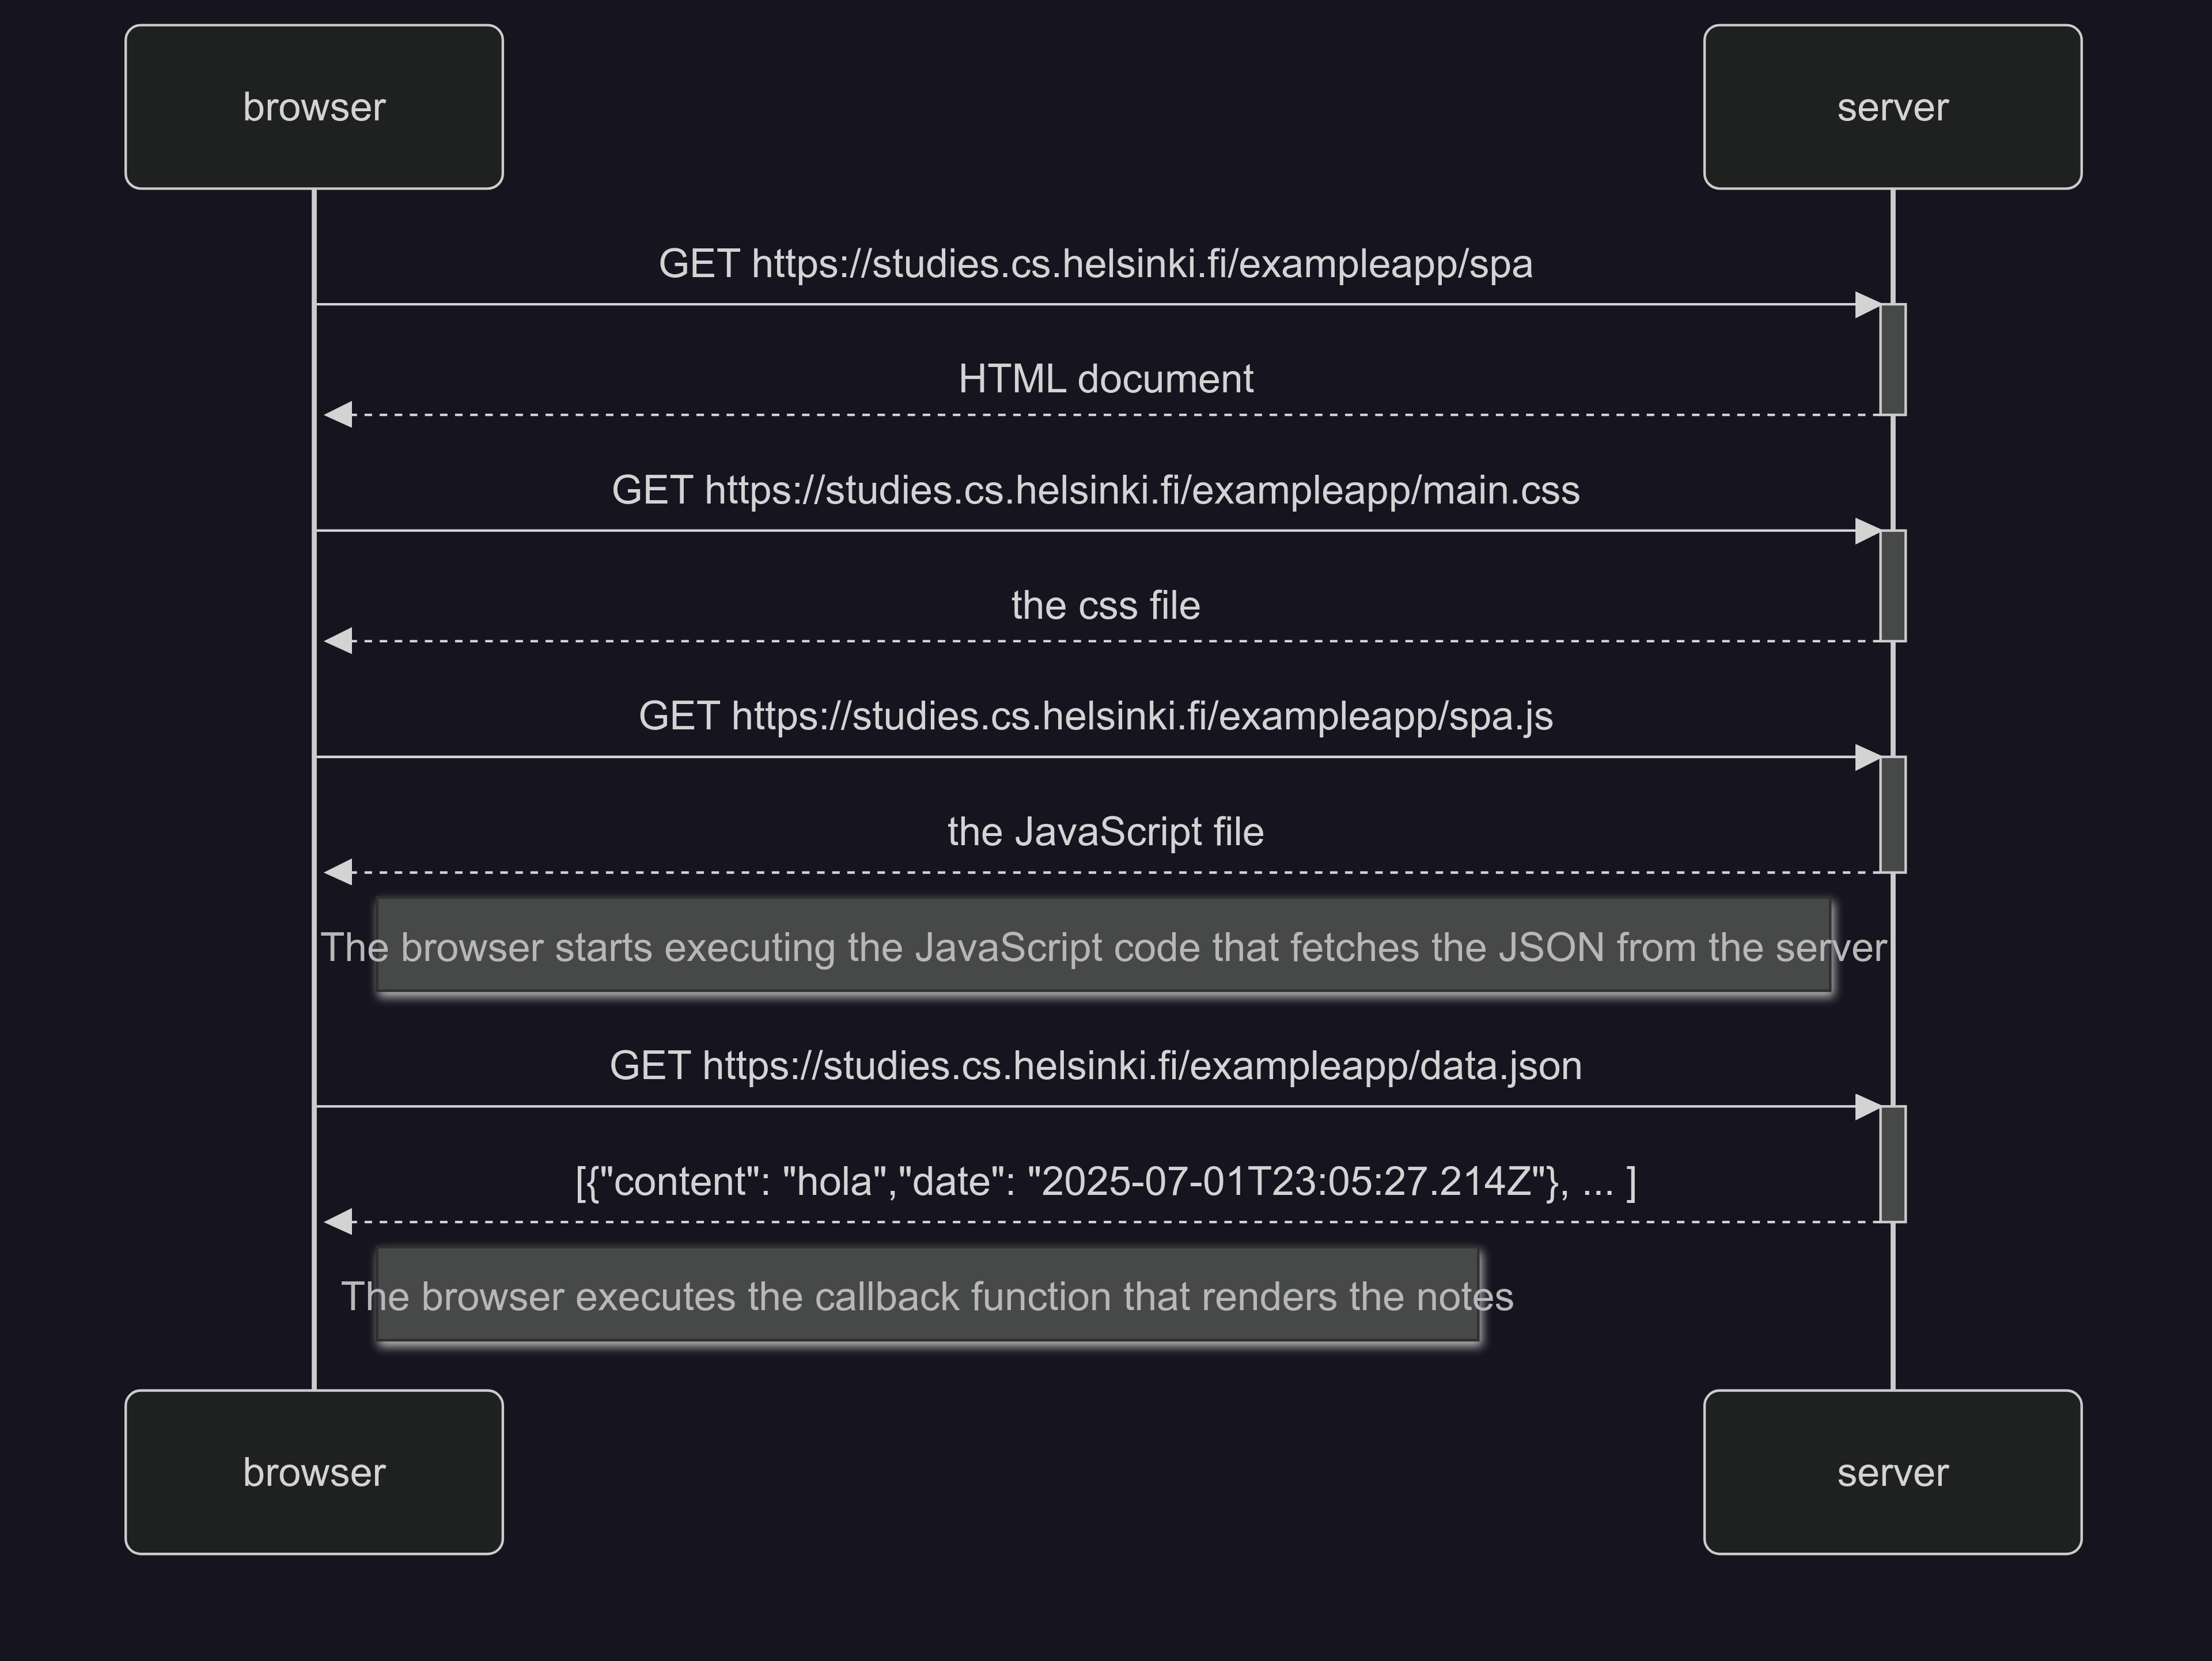 browser
server
GET https://studies.cs.helsinki.fi/exampleapp/spa
HTML document
GET https://studies.cs.helsinki.fi/exampleapp/main.css
the css file
GET https://studies.cs.helsinki.fi/exampleapp/spa.js
the JavaScript file
The browser starts executing the JavaScript code that fetches the JSON from the server
GET https://studies.cs.helsinki.fi/exampleapp/data.json
[{"content": "hola","date": "2025-07-01T23:05:27.214Z"}, ... ]
The browser executes the callback function that renders the notes
browser
server